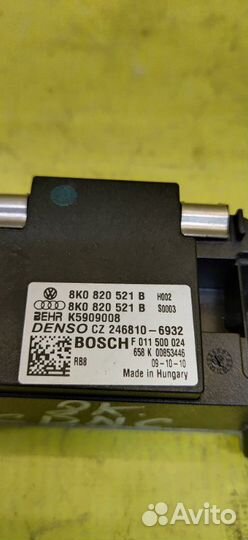 8K0 820 521 B H002
8K0 820 521 B S0003
BEHR K5909008
DENSO CZ 246810-6932
BOSCH F 011 500 024
658 K 00853446
RB8 09-10-10
Made in Hungary
Avito